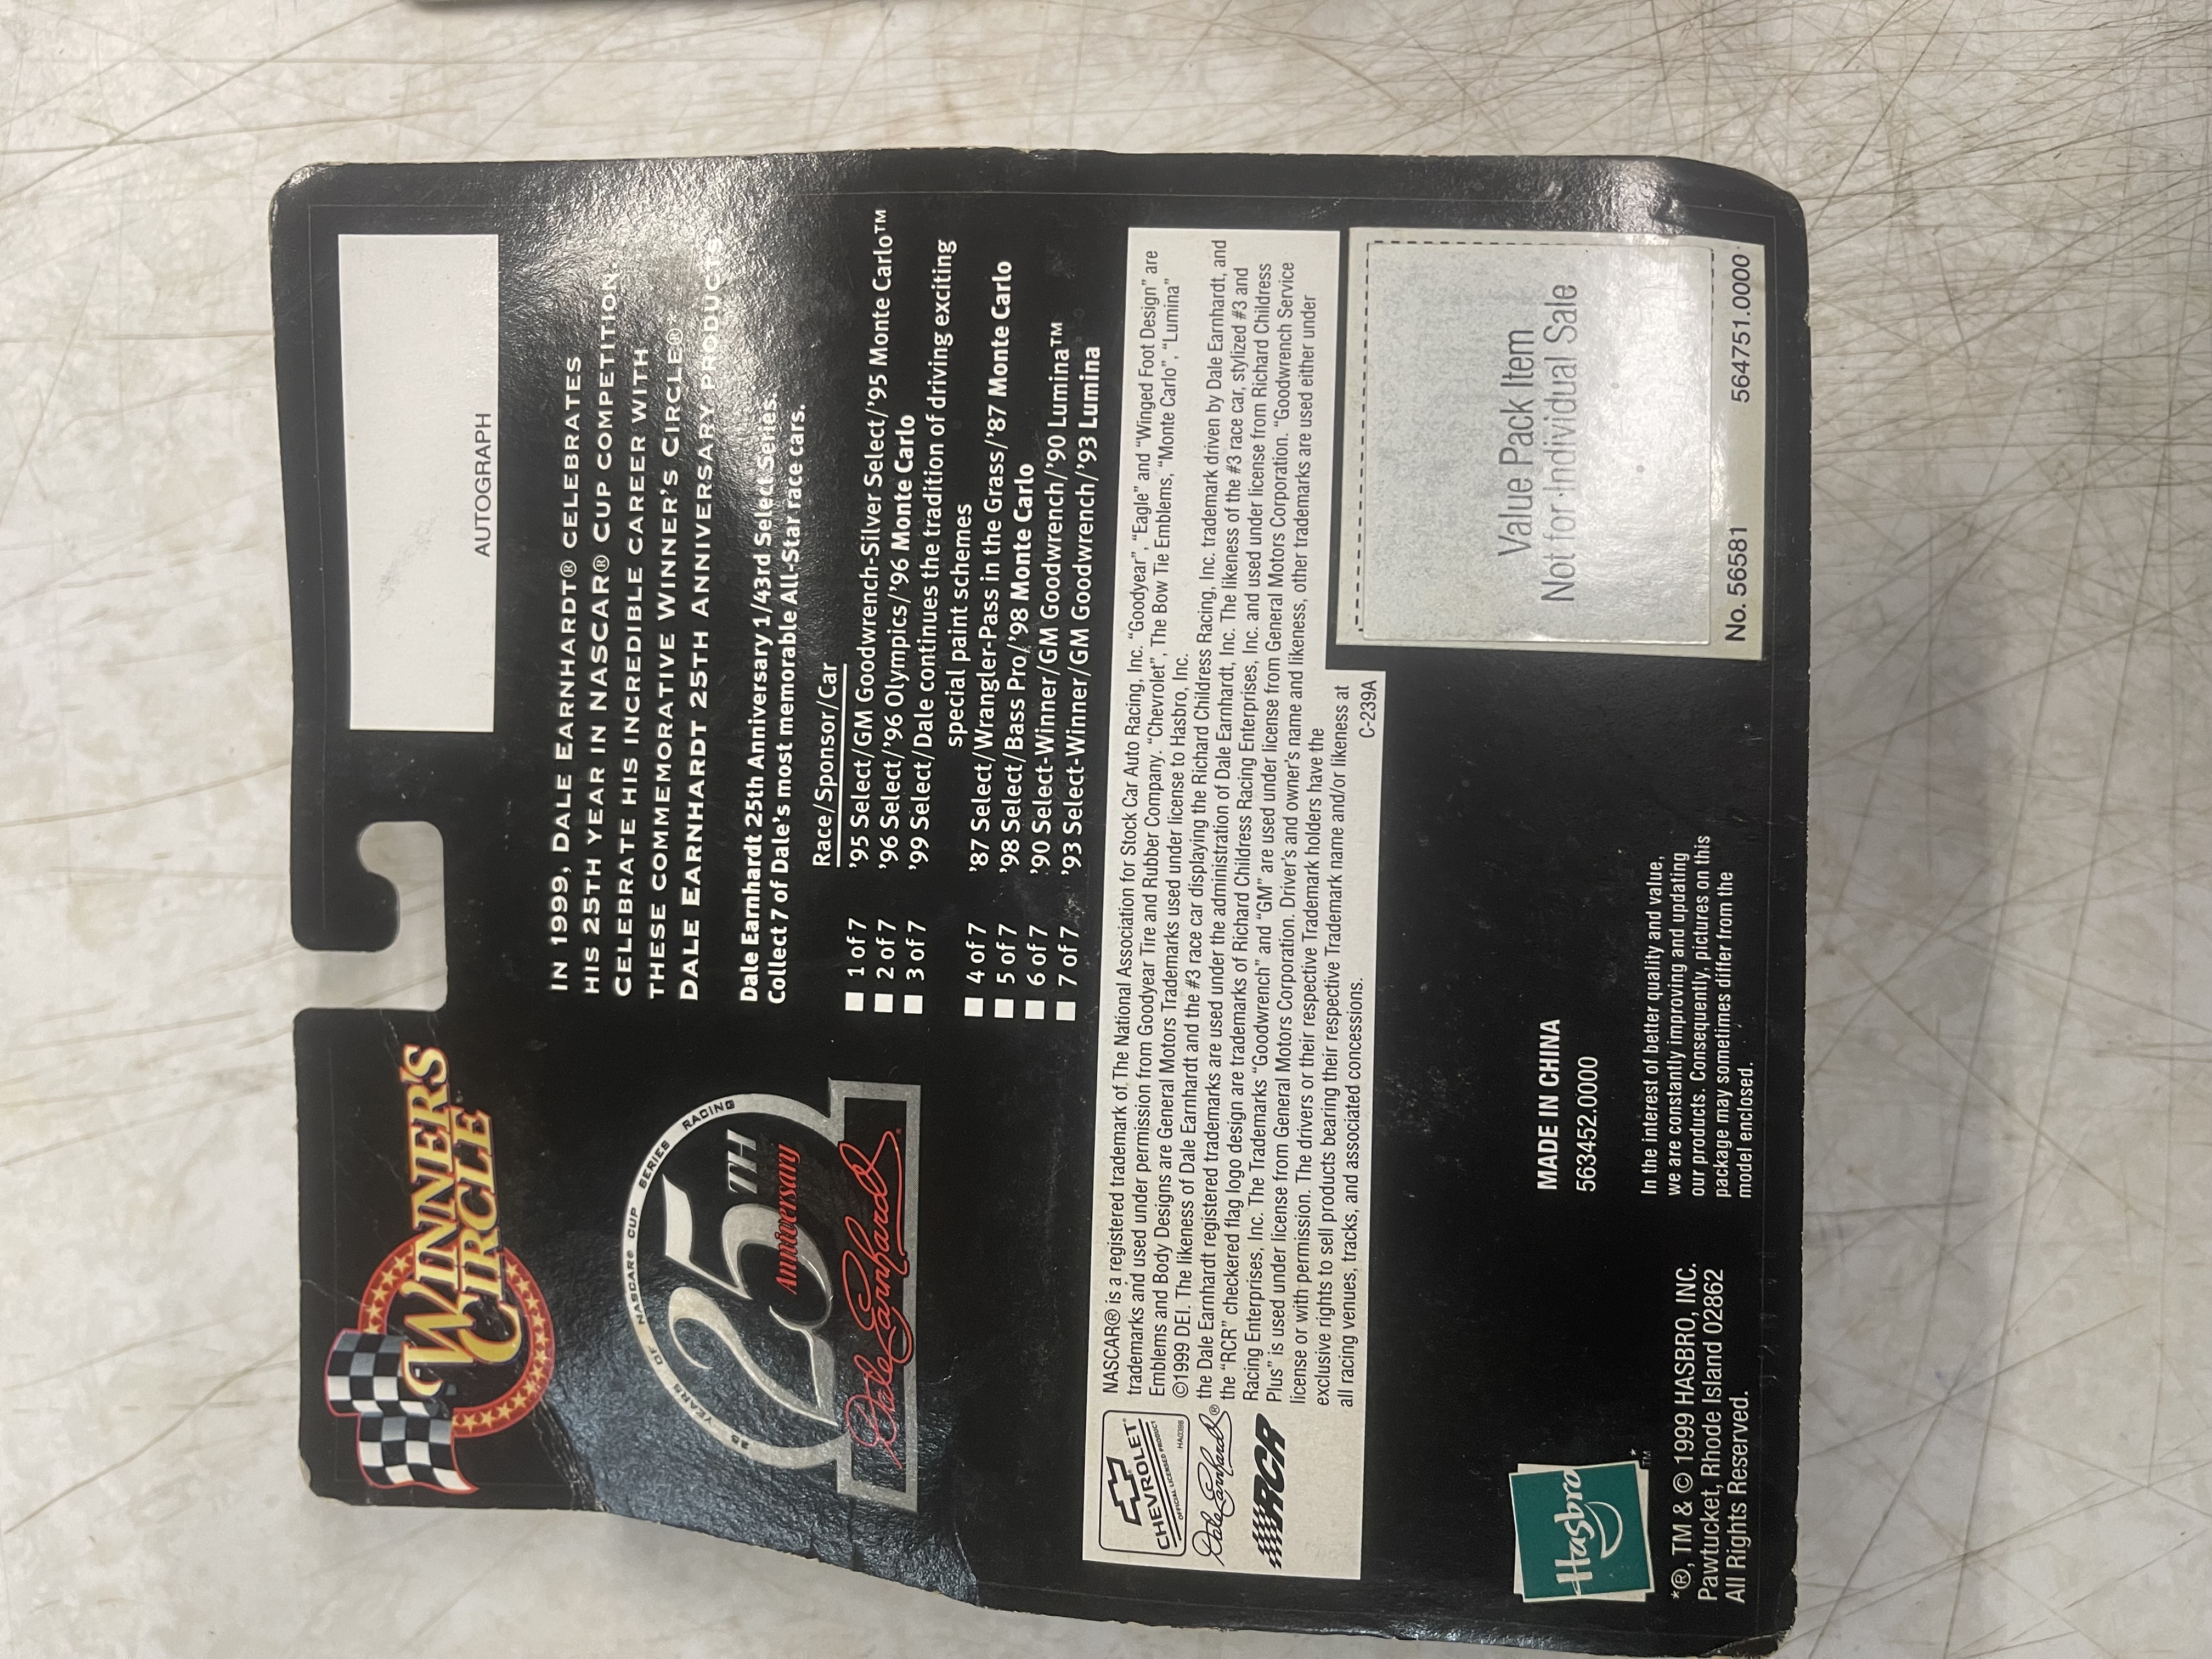 WINNER'S
CIRCLE
AUTOGRAPH
25 YEARS OF NASCAR® CUP SERIES RACING
25TH
Anniversary
Dale Earnhardt
IN 1999, DALE EARNHARDT® CELEBRATES
HIS 25TH YEAR IN NASCAR® CUP COMPETITION.
CELEBRATE HIS INCREDIBLE CAREER WITH
THESE COMMEMORATIVE WINNER'S CIRCLE®
DALE EARNHARDT 25TH ANNIVERSARY PRODUCTS.
Dale Earnhardt 25th Anniversary 1/43rd Select Series.
Collect 7 of Dale's most memorable All-Star race cars.
Race/Sponsor/Car
1 of 7 '95 Select/GM Goodwrench-Silver Select/'95 Monte Carlo™
2 of 7 '96 Select/'96 Olympics/'96 Monte Carlo
3 of 7 '99 Select/Dale continues the tradition of driving exciting
special paint schemes
4 of 7 '87 Select/Wrangler-Pass in the Grass/'87 Monte Carlo
5 of 7 '98 Select/Bass Pro/'98 Monte Carlo
6 of 7 '90 Select-Winner/GM Goodwrench/'90 Lumina™
7 of 7 '93 Select-Winner/GM Goodwrench/'93 Lumina
CHEVROLET
OFFICIAL LICENSED PRODUCT
HA0398
Dale Earnhardt®
RCR
NASCAR® is a registered trademark of The National Association for Stock Car Auto Racing, Inc. "Goodyear", "Eagle" and "Winged Foot Design" are
trademarks and used under permission from Goodyear Tire and Rubber Company. "Chevrolet", The Bow Tie Emblems, "Monte Carlo", "Lumina"
Emblems and Body Designs are General Motors Trademarks used under license to Hasbro, Inc.
©1999 DEI. The likeness of Dale Earnhardt and the #3 race car displaying the Richard Childress Racing, Inc. trademark driven by Dale Earnhardt, and
the Dale Earnhardt registered trademarks are used under the administration of Dale Earnhardt, Inc. The likeness of the #3 race car, stylized #3 and
the "RCR" checkered flag logo design are trademarks of Richard Childress Racing Enterprises, Inc. and used under license from Richard Childress
Racing Enterprises, Inc. The Trademarks "Goodwrench" and "GM" are used under license from General Motors Corporation. "Goodwrench Service
Plus" is used under license from General Motors Corporation. Driver's and owner's name and likeness, other trademarks are used either under
license or with permission. The drivers or their respective Trademark holders have the
exclusive rights to sell products bearing their respective Trademark name and/or likeness at
all racing venues, tracks, and associated concessions.
C-239A
Value Pack Item
Not for Individual Sale
No. 56581 564751.0000
MADE IN CHINA
563452.0000
In the interest of better quality and value,
we are constantly improving and updating
our products. Consequently, pictures on this
package may sometimes differ from the
model enclosed.
Hasbro
™*
*®, TM & © 1999 HASBRO, INC.
Pawtucket, Rhode Island 02862
All Rights Reserved.